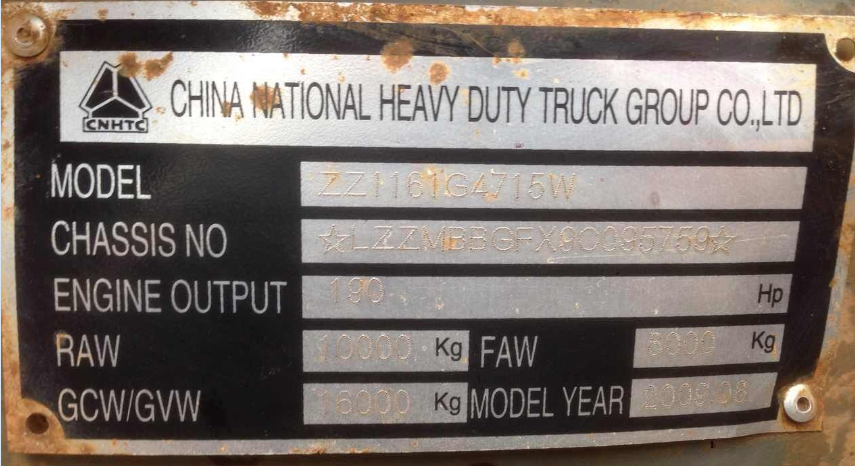 CNHTC CHINA NATIONAL HEAVY DUTY TRUCK GROUP CO.,LTD
MODEL ZZ1161G4715W
CHASSIS NO ☆LZZMBBGFX9C095759☆
ENGINE OUTPUT 190 Hp
RAW 10000 Kg FAW 6000 Kg
GCW/GVW 16000 Kg MODEL YEAR 2009.08